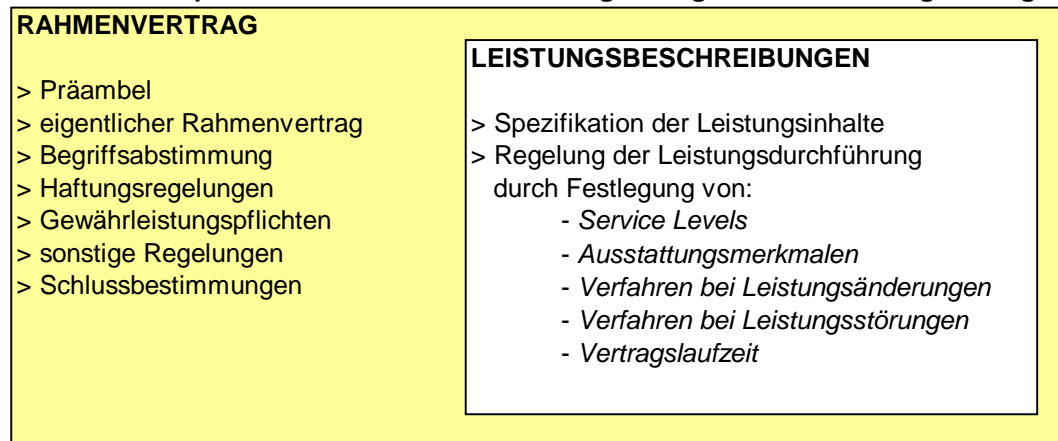 RAHMENVERTRAG
> Präambel
> eigentlicher Rahmenvertrag
> Begriffsabstimmung
> Haftungsregelungen
> Gewährleistungspflichten
> sonstige Regelungen
> Schlussbestimmungen
LEISTUNGSBESCHREIBUNGEN
> Spezifikation der Leistungsinhalte
> Regelung der Leistungsdurchführung
durch Festlegung von:
- Service Levels
- Ausstattungsmerkmalen
- Verfahren bei Leistungsänderungen
- Verfahren bei Leistungsstörungen
- Vertragslaufzeit